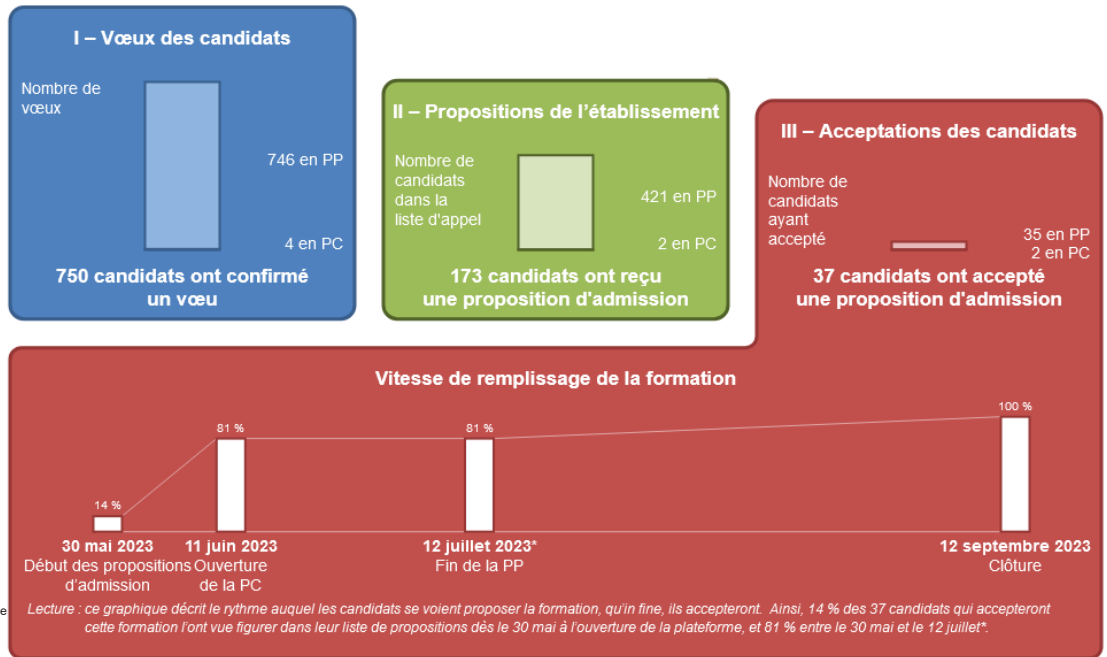 I – Vœux des candidats
Nombre de
vœux
746 en PP
4 en PC
750 candidats ont confirmé
un vœu
II – Propositions de l'établissement
Nombre de
candidats
dans la
liste d'appel
421 en PP
2 en PC
173 candidats ont reçu
une proposition d'admission
III – Acceptations des candidats
Nombre de
candidats
ayant
accepté
35 en PP
2 en PC
37 candidats ont accepté
une proposition d'admission
Vitesse de remplissage de la formation
14 %
81 %
81 %
100 %
30 mai 2023
Début des propositions
d'admission
11 juin 2023
Ouverture
de la PC
12 juillet 2023*
Fin de la PP
12 septembre 2023
Clôture
e
Lecture : ce graphique décrit le rythme auquel les candidats se voient proposer la formation, qu'in fine, ils accepteront. Ainsi, 14 % des 37 candidats qui accepteront
cette formation l'ont vue figurer dans leur liste de propositions dès le 30 mai à l'ouverture de la plateforme, et 81 % entre le 30 mai et le 12 juillet*.